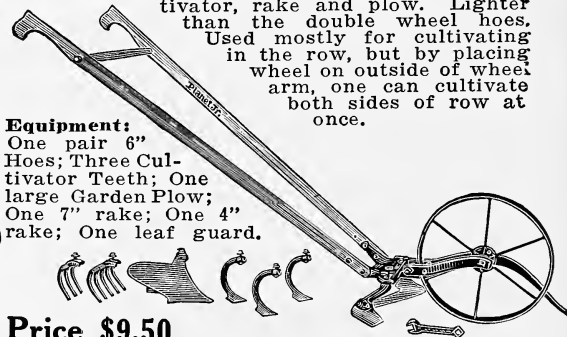 tivator, rake and plow. Lighter
than the double wheel hoes.
Used mostly for cultivating
in the row, but by placing
wheel on outside of wheel
arm, one can cultivate
both sides of row at
once.
Planet Jr.
Equipment:
One pair 6”
Hoes; Three Cul-
tivator Teeth; One
large Garden Plow;
One 7” rake; One 4”
rake; One leaf guard.
Price $9.50